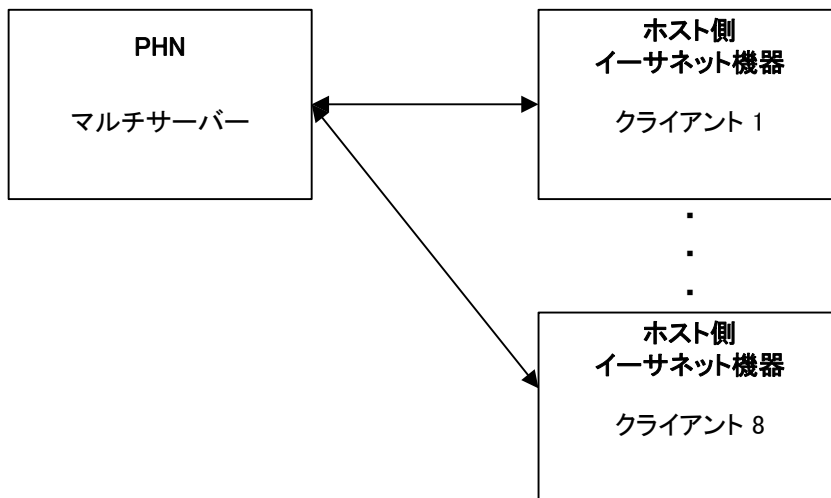 PHN
マルチサーバー
ホスト側
イーサネット機器
クライアント 1
・
・
・
ホスト側
イーサネット機器
クライアント 8